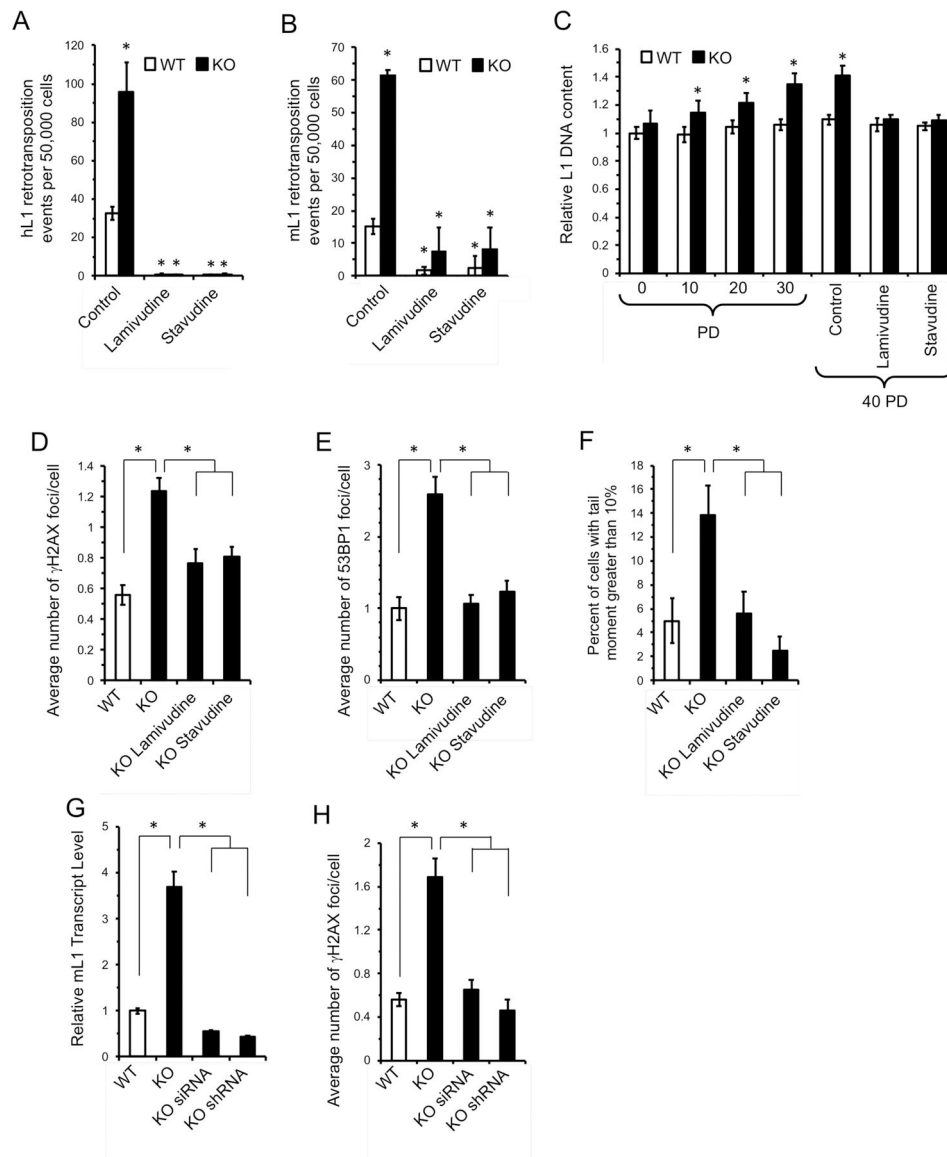 A
hL1 retrotransposition
events per 50,000 cells
120
100
80
60
40
20
0
WT KO
*
* *
* *
Control
Lamivudine
Stavudine
B
mL1 retrotransposition
events per 50,000 cells
70
60
50
40
30
20
10
0
WT KO
*
* *
* *
Control
Lamivudine
Stavudine
C
Relative L1 DNA content
1.6
1.4
1.2
1
0.8
0.6
0.4
0.2
0
WT KO
* * * *
0 10 20 30
PD
Control
Lamivudine
Stavudine
40 PD
D
Average number of γH2AX foci/cell
1.4
1.2
1
0.8
0.6
0.4
0.2
0
* *
WT
KO
KO Lamivudine
KO Stavudine
E
Average number of 53BP1 foci/cell
3
2
1
0
* *
WT
KO
KO Lamivudine
KO Stavudine
F
Percent of cells with tail
moment greater than 10%
18
16
14
12
10
8
6
4
2
0
* *
WT
KO
KO Lamivudine
KO Stavudine
G
Relative mL1 Transcript Level
5
4
3
2
1
0
* *
WT
KO
KO siRNA
KO shRNA
H
Average number of γH2AX foci/cell
2
1.6
1.2
0.8
0.4
0
* *
WT
KO
KO siRNA
KO shRNA